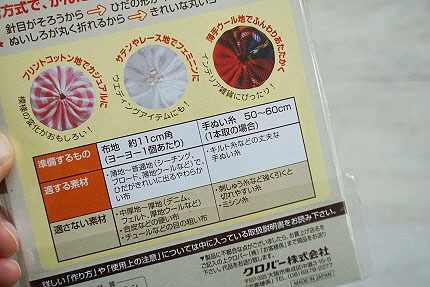 方式で、かんた
針目がそろうから→ひだの形か
ぬいしろが丸く折れるから→きれいな丸い
プリントコットン地でカジュアルに
模様の変化がおもしろい!
サテンやレース地でフェミニンに
ウエディングアイテムにも!
薄手ウール地でふんわりあたたかく
インテリア雑貨にぴったり!
準備するもの
布地 約11cm角
(ヨーヨー1個あたり)
手ぬい糸 50〜60cm
(1本取の場合)
適する素材
・薄地〜普通地(シーチング、
ブロード、薄地ウールなど)で、
ひだがきれいに出るやわらか
い布
・キルト糸などの丈夫な
手ぬい糸
適さない素材
・中厚地〜厚地(デニム、
フェルト、厚地ウールなど)
・合皮などの硬い布
・チュールなどの目の粗い布
・刺しゅう糸など強く引くと
切れやすい糸
・ミシン糸
詳しい「作り方」や「使用上の注意」については中に入っている取扱説明書をお読み下さい。
クロバー株式会社
MADE IN JAPAN